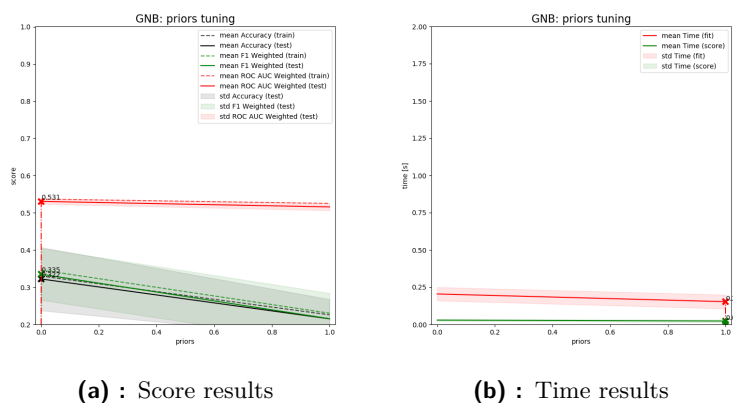 GNB: priors tuning
1.0
0.9
0.8
0.7
0.6
0.5
0.4
0.3
0.2
score
mean Accuracy (train)
mean Accuracy (test)
mean F1 Weighted (train)
mean F1 Weighted (test)
mean ROC AUC Weighted (train)
mean ROC AUC Weighted (test)
std Accuracy (test)
std F1 Weighted (test)
std ROC AUC Weighted (test)
0.531
0.335
0.0 0.2 0.4 0.6 0.8 1.0
priors
(a) : Score results
GNB: priors tuning
2.00
1.75
1.50
1.25
1.00
0.75
0.50
0.25
0.00
time [s]
mean Time (fit)
mean Time (score)
std Time (fit)
std Time (score)
0.0 0.2 0.4 0.6 0.8 1.0
priors
(b) : Time results